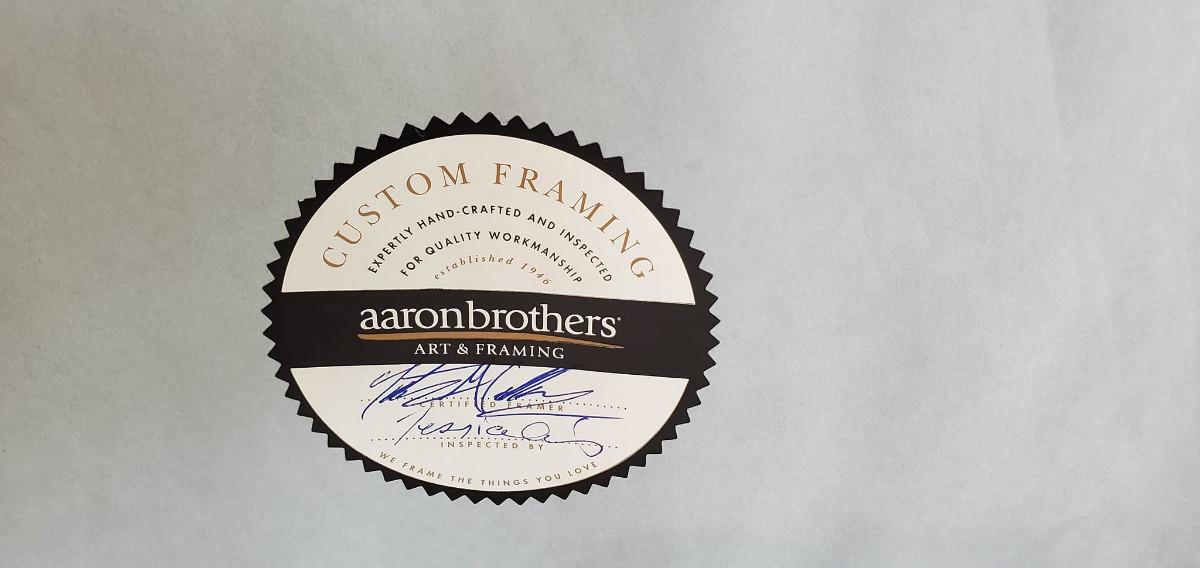 CUSTOM FRAMING
EXPERTLY HAND-CRAFTED AND INSPECTED
FOR QUALITY WORKMANSHIP
established 1946
aaronbrothers
ART & FRAMING
CERTIFIED FRAMER
Jessica
INSPECTED BY
WE FRAME THE THINGS YOU LOVE